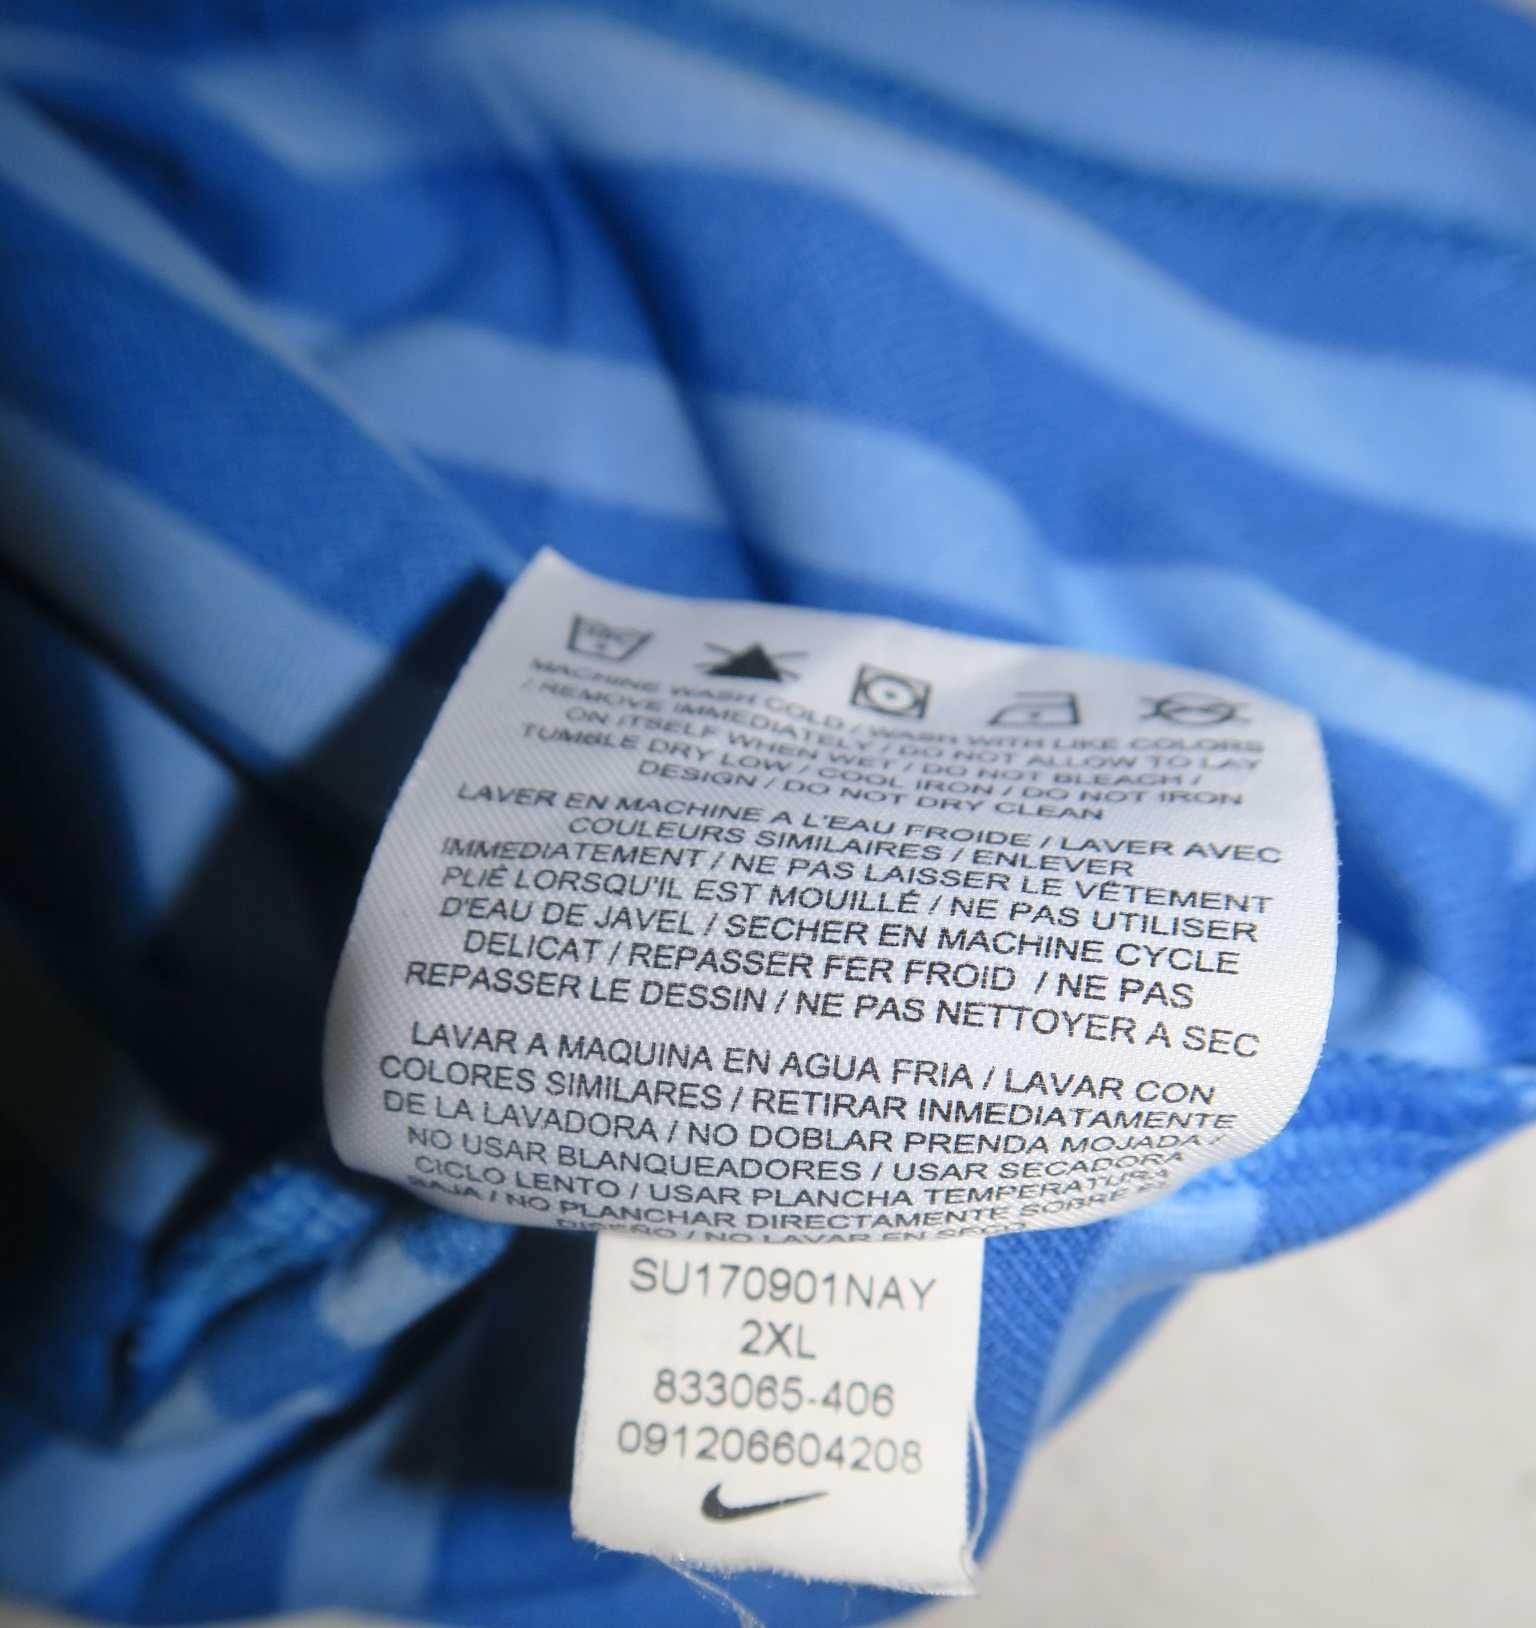 MACHINE WASH COLD / WASH WITH LIKE COLORS
/ REMOVE IMMEDIATELY / DO NOT ALLOW TO LAY
ON ITSELF WHEN WET / DO NOT BLEACH /
TUMBLE DRY LOW / COOL IRON / DO NOT IRON
DESIGN / DO NOT DRY CLEAN
LAVER EN MACHINE A L'EAU FROIDE / LAVER AVEC
COULEURS SIMILAIRES / ENLEVER
IMMEDIATEMENT / NE PAS LAISSER LE VÊTEMENT
PLIÉ LORSQU'IL EST MOUILLÉ / NE PAS UTILISER
D'EAU DE JAVEL / SECHER EN MACHINE CYCLE
DELICAT / REPASSER FER FROID / NE PAS
REPASSER LE DESSIN / NE PAS NETTOYER A SEC
LAVAR A MAQUINA EN AGUA FRIA / LAVAR CON
COLORES SIMILARES / RETIRAR INMEDIATAMENTE
DE LA LAVADORA / NO DOBLAR PRENDA MOJADA /
NO USAR BLANQUEADORES / USAR SECADORA
CICLO LENTO / USAR PLANCHA TEMPERATURA
BAJA / NO PLANCHAR DIRECTAMENTE SOBRE EL
DISEÑO / NO LAVAR EN SECO
SU170901NAY
2XL
833065-406
091206604208